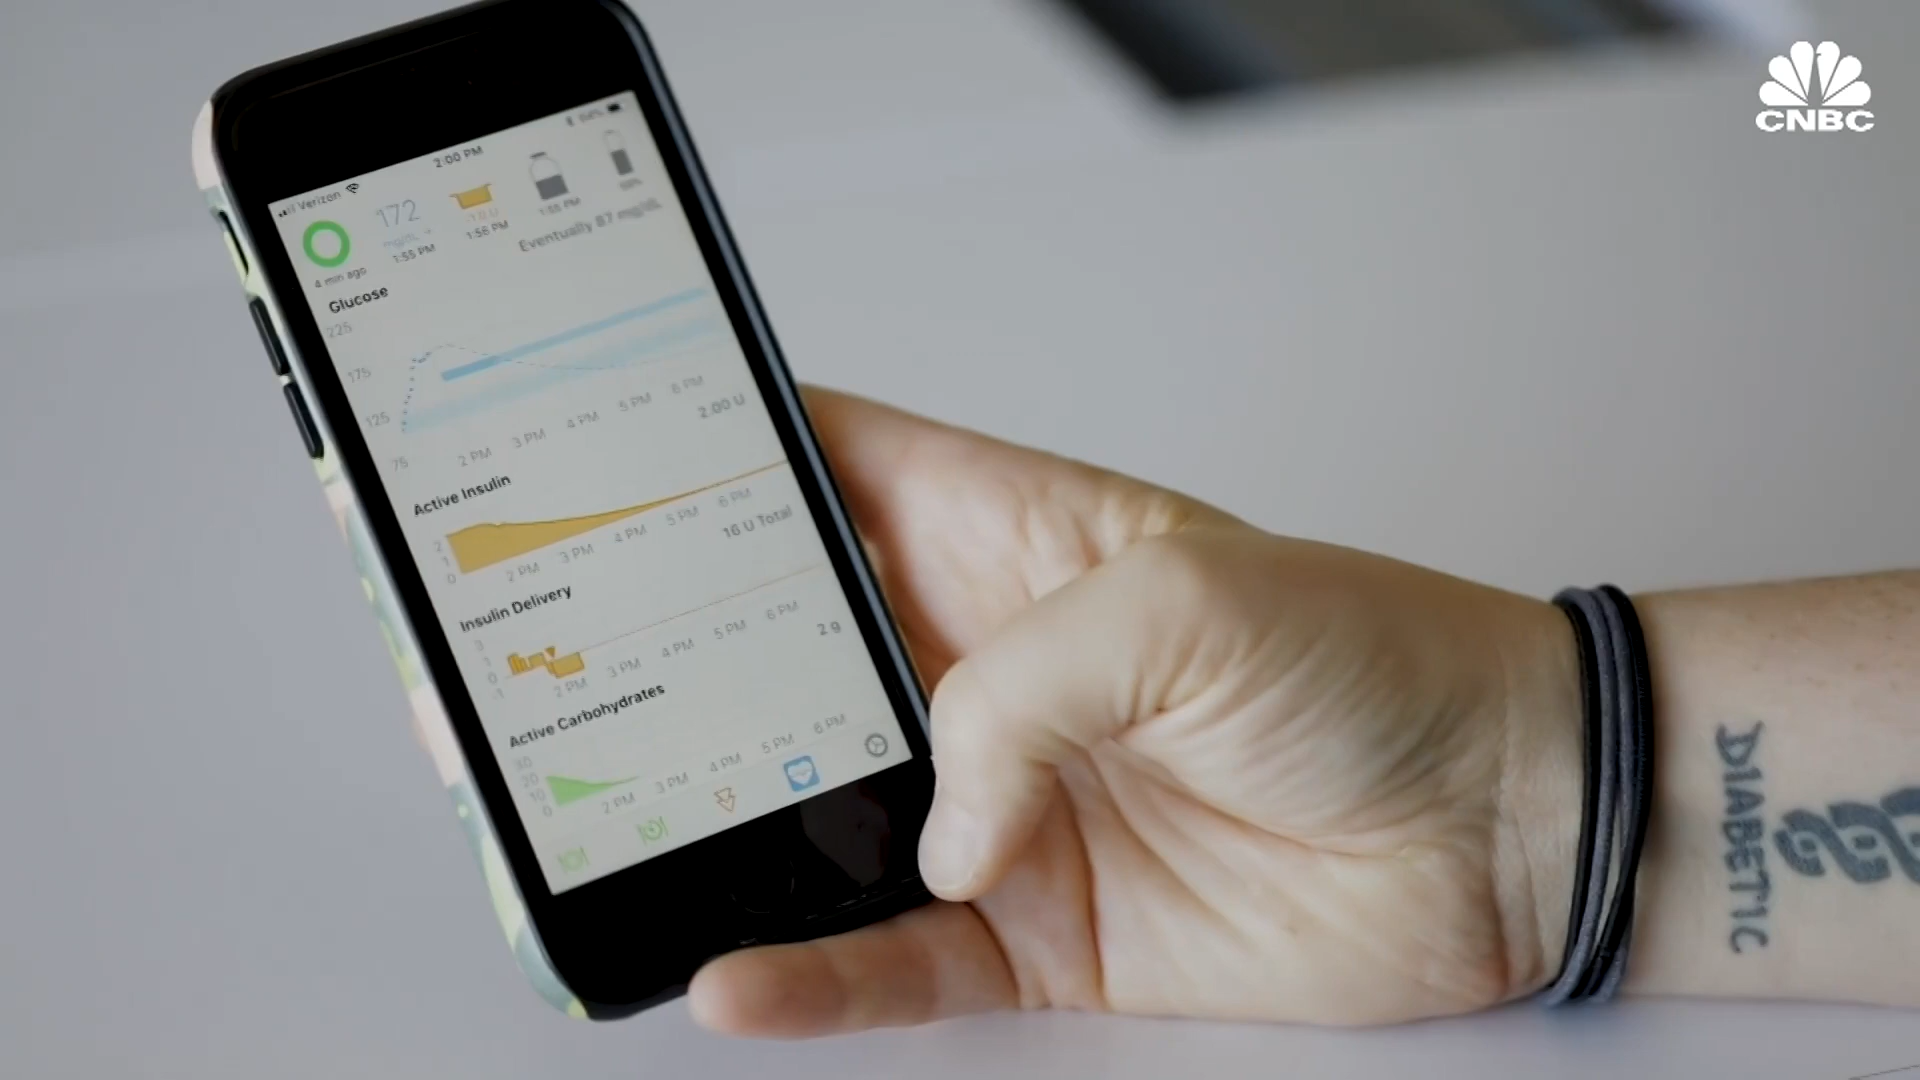 CNBC
Verizon
2:00 PM
172
mg/dL
4 min ago
1:55 PM
1:56 PM
1:55 PM
Eventually 87 mg/dL
Glucose
225
175
125
75
2 PM 3 PM 4 PM 5 PM 6 PM
Active Insulin
2.00 U
2
1
0
2 PM 3 PM 4 PM 5 PM 6 PM
Insulin Delivery
16 U Total
3
1
0
-1
2 PM 3 PM 4 PM 5 PM 6 PM
Active Carbohydrates
2 g
30
20
10
0
2 PM 3 PM 4 PM 5 PM 6 PM
DIABETIC